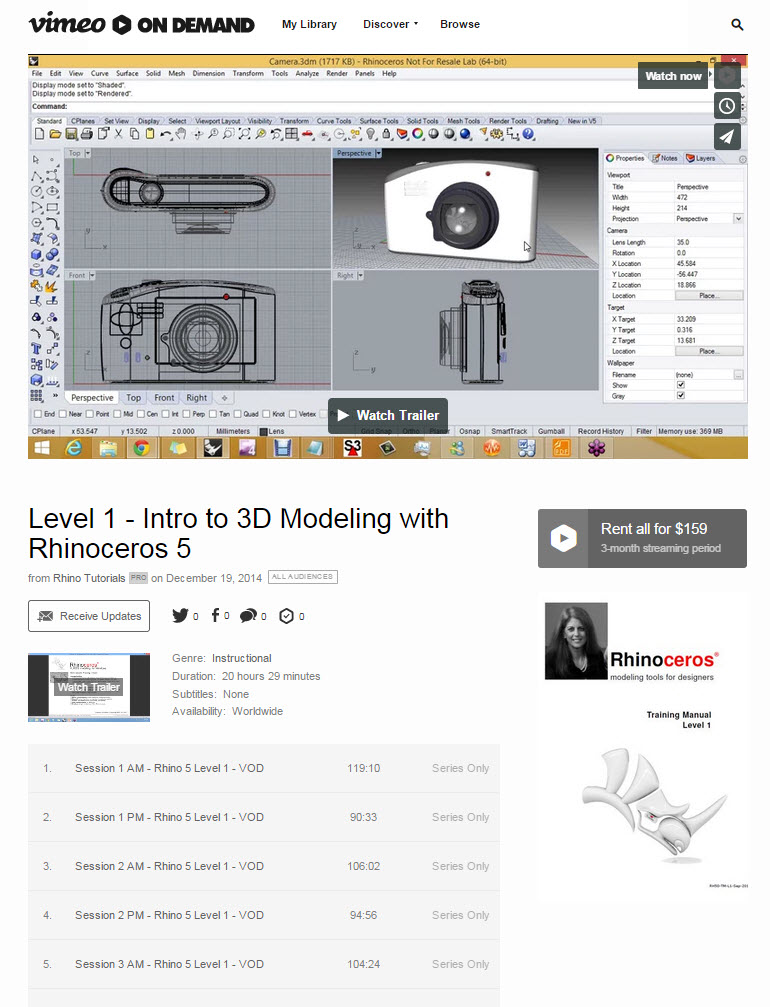 vimeo ON DEMAND My Library Discover Browse
Camera.3dm (1717 KB) - Rhinoceros Not For Resale Lab (64-bit)
File Edit View Curve Surface Solid Mesh Dimension Transform Tools Analyze Render Panels Help
Watch now
Display mode set to "Shaded".
Display mode set to "Rendered".
Command:
Standard CPlanes Set View Display Select Viewport Layout Visibility Transform Curve Tools Surface Tools Solid Tools Mesh Tools Render Tools Drafting New in V5
Top Perspective Properties Notes Layers
Viewport
Title Perspective
Width 472
Height 214
Projection Perspective
Camera
Lens Length 35.0
Rotation 0.0
X Location 45.584
Y Location -56.447
Z Location 18.866
Location Place...
Target
X Target 33.209
Y Target 0.316
Z Target 13.681
Location Place...
Wallpaper
Filename (none)
Show
Gray
Front Right
Perspective Top Front Right
End Near Point Mid Cen Int Perp Tan Quad Knot Vertex
Watch Trailer
CPlane x 53.547 y 13.502 z 0.000 Millimeters Lens Grid Snap Ortho Planar Osnap SmartTrack Gumball Record History Filter Memory use: 369 MB
S3
Level 1 - Intro to 3D Modeling with
Rhinoceros 5
from Rhino Tutorials PRO on December 19, 2014 ALL AUDIENCES
Rent all for $159
3-month streaming period
Receive Updates 0 0 0 0
Watch Trailer
Genre: Instructional
Duration: 20 hours 29 minutes
Subtitles: None
Availability: Worldwide
Rhinoceros®
modeling tools for designers
Training Manual
Level 1
1. Session 1 AM - Rhino 5 Level 1 - VOD 119:10 Series Only
2. Session 1 PM - Rhino 5 Level 1 - VOD 90:33 Series Only
3. Session 2 AM - Rhino 5 Level 1 - VOD 106:02 Series Only
4. Session 2 PM - Rhino 5 Level 1 - VOD 94:56 Series Only
5. Session 3 AM - Rhino 5 Level 1 - VOD 104:24 Series Only